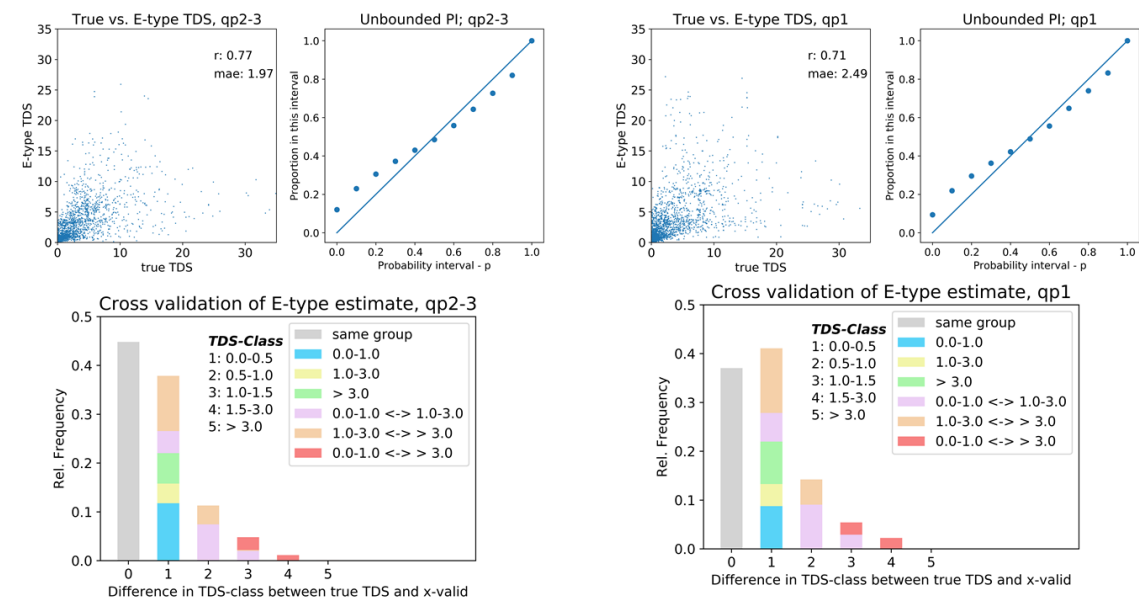 True vs. E-type TDS, qp2-3
35
30
25
20
15
10
5
0
E-type TDS
r: 0.77
mae: 1.97
0
10
20
30
true TDS
Unbounded PI; qp2-3
1.0
0.8
0.6
0.4
0.2
0.0
Proportion in this interval
0.0
0.2
0.4
0.6
0.8
1.0
Probability interval - p
True vs. E-type TDS, qp1
35
30
25
20
15
10
5
0
E-type TDS
r: 0.71
mae: 2.49
0
10
20
30
true TDS
Unbounded PI; qp1
1.0
0.8
0.6
0.4
0.2
0.0
Proportion in this interval
0.0
0.2
0.4
0.6
0.8
1.0
Probability interval - p
Cross validation of E-type estimate, qp2-3
0.5
0.4
0.3
0.2
0.1
0.0
Rel. Frequency
TDS-Class
1: 0.0-0.5
2: 0.5-1.0
3: 1.0-1.5
4: 1.5-3.0
5: > 3.0
same group
0.0-1.0
1.0-3.0
> 3.0
0.0-1.0 <-> 1.0-3.0
1.0-3.0 <-> > 3.0
0.0-1.0 <-> > 3.0
0
1
2
3
4
5
Difference in TDS-class between true TDS and x-valid
Cross validation of E-type estimate, qp1
0.5
0.4
0.3
0.2
0.1
0.0
Rel. Frequency
TDS-Class
1: 0.0-0.5
2: 0.5-1.0
3: 1.0-1.5
4: 1.5-3.0
5: > 3.0
same group
0.0-1.0
1.0-3.0
> 3.0
0.0-1.0 <-> 1.0-3.0
1.0-3.0 <-> > 3.0
0.0-1.0 <-> > 3.0
0
1
2
3
4
5
Difference in TDS-class between true TDS and x-valid